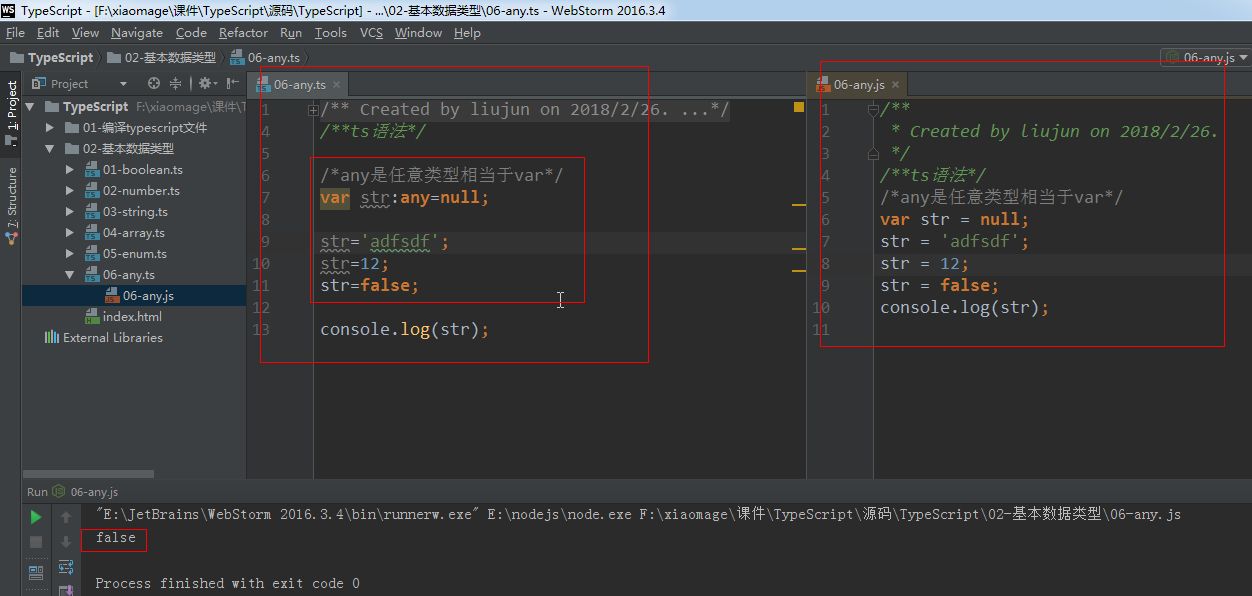 WS TypeScript - [F:\xiaomage\课件\TypeScript\源码\TypeScript] - ...\02-基本数据类型\06-any.ts - WebStorm 2016.3.4
File Edit View Navigate Code Refactor Run Tools VCS Window Help
TypeScript 02-基本数据类型 06-any.ts 06-any.js
1: Project
7: Structure
Project
TypeScript F:\xiaomage\课件\T
01-编译typescript文件
02-基本数据类型
01-boolean.ts
02-number.ts
03-string.ts
04-array.ts
05-enum.ts
06-any.ts
06-any.js
index.html
External Libraries
06-any.ts
1 /** Created by liujun on 2018/2/26. ...*/
4 /**ts语法*/
5
6 /*any是任意类型相当于var*/
7 var str:any=null;
8
9 str='adfsdf';
10 str=12;
11 str=false;
12
13 console.log(str);
06-any.js
1 /**
2 * Created by liujun on 2018/2/26.
3 */
4 /**ts语法*/
5 /*any是任意类型相当于var*/
6 var str = null;
7 str = 'adfsdf';
8 str = 12;
9 str = false;
10 console.log(str);
11
Run 06-any.js
"E:\JetBrains\WebStorm 2016.3.4\bin\runnerw.exe" E:\nodejs\node.exe F:\xiaomage\课件\TypeScript\源码\TypeScript\02-基本数据类型\06-any.js
false
Process finished with exit code 0